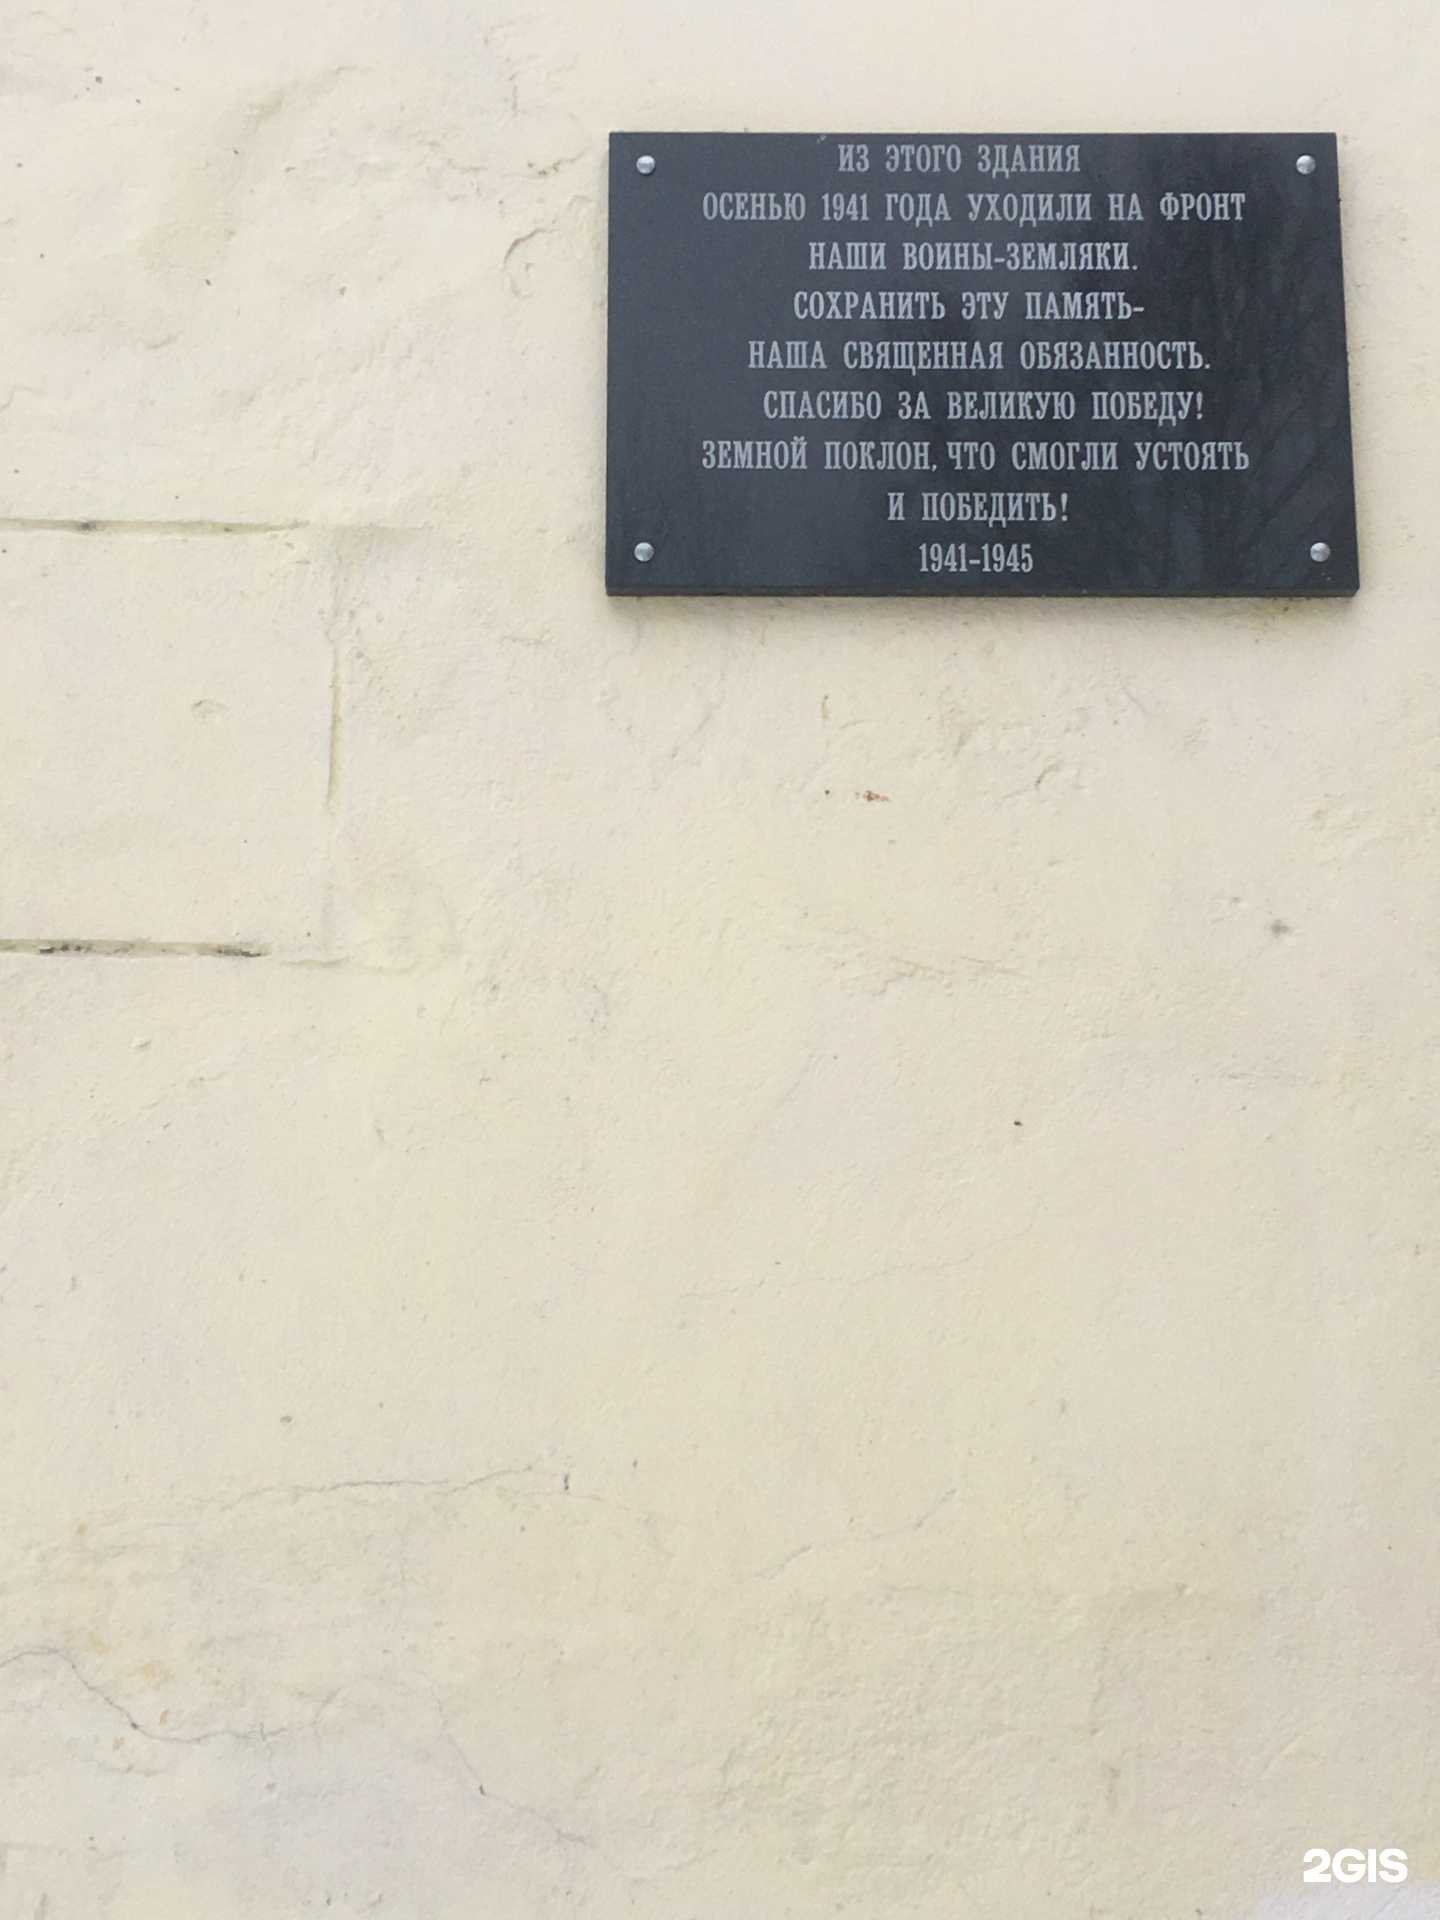 ИЗ ЭТОГО ЗДАНИЯ
ОСЕНЬЮ 1941 ГОДА УХОДИЛИ НА ФРОНТ
НАШИ ВОИНЫ-ЗЕМЛЯКИ.
СОХРАНИТЬ ЭТУ ПАМЯТЬ-
НАША СВЯЩЕННАЯ ОБЯЗАННОСТЬ.
СПАСИБО ЗА ВЕЛИКУЮ ПОБЕДУ!
ЗЕМНОЙ ПОКЛОН, ЧТО СМОГЛИ УСТОЯТЬ
И ПОБЕДИТЬ!
1941-1945
2GIS